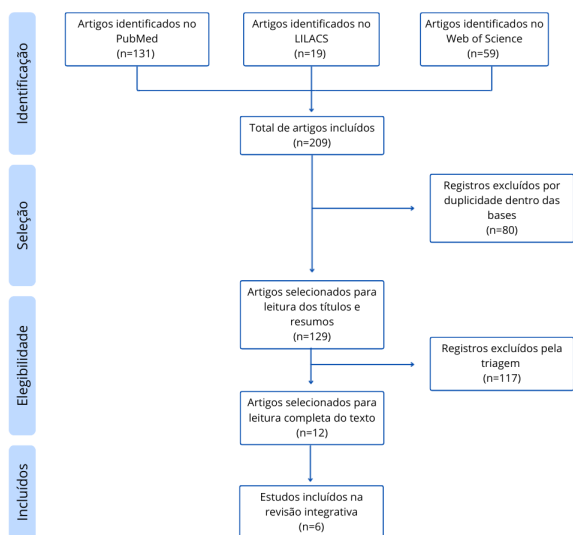 Identificação
Artigos identificados no
PubMed
(n=131)
Artigos identificados no
LILACS
(n=19)
Artigos identificados no
Web of Science
(n=59)
Total de artigos incluídos
(n=209)
Seleção
Registros excluídos por
duplicidade dentro das
bases
(n=80)
Artigos selecionados para
leitura dos títulos e
resumos
(n=129)
Elegibilidade
Registros excluídos pela
triagem
(n=117)
Artigos selecionados para
leitura completa do texto
(n=12)
Incluídos
Estudos incluídos na
revisão integrativa
(n=6)